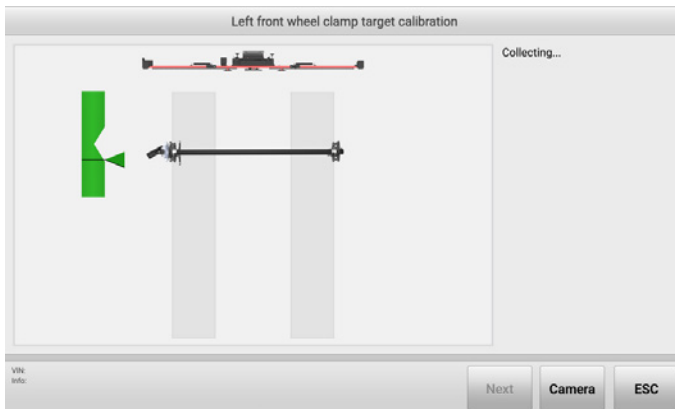 Left front wheel clamp target calibration
Collecting...
VIN:
Info:
Next
Camera
ESC